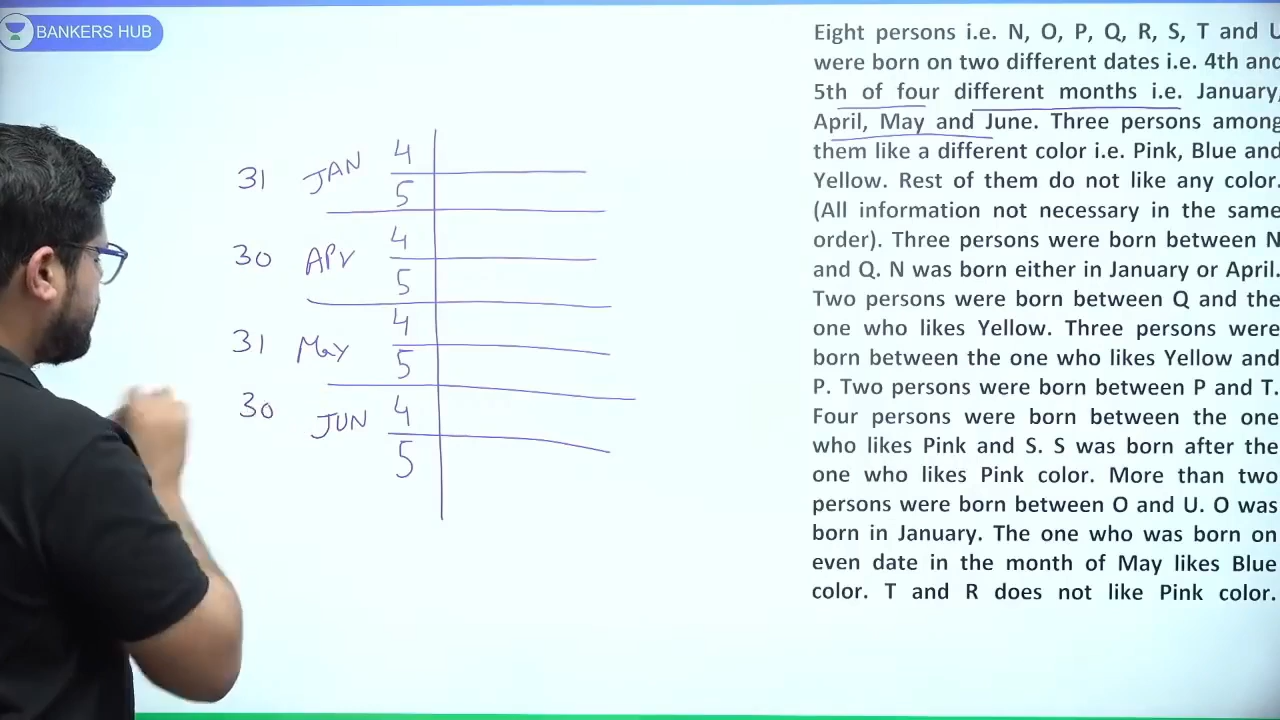 BANKERS HUB
Eight persons i.e. N, O, P, Q, R, S, T and U
were born on two different dates i.e. 4th and
5th of four different months i.e. January,
April, May and June. Three persons among
them like a different color i.e. Pink, Blue and
Yellow. Rest of them do not like any color.
(All information not necessary in the same
order). Three persons were born between N
and Q. N was born either in January or April.
Two persons were born between Q and the
one who likes Yellow. Three persons were
born between the one who likes Yellow and
P. Two persons were born between P and T.
Four persons were born between the one
who likes Pink and S. S was born after the
one who likes Pink color. More than two
persons were born between O and U. O was
born in January. The one who was born on
even date in the month of May likes Blue
color. T and R does not like Pink color.
31 JAN 4
5
30 APr 4
5
31 May 4
5
30 JUN 4
5